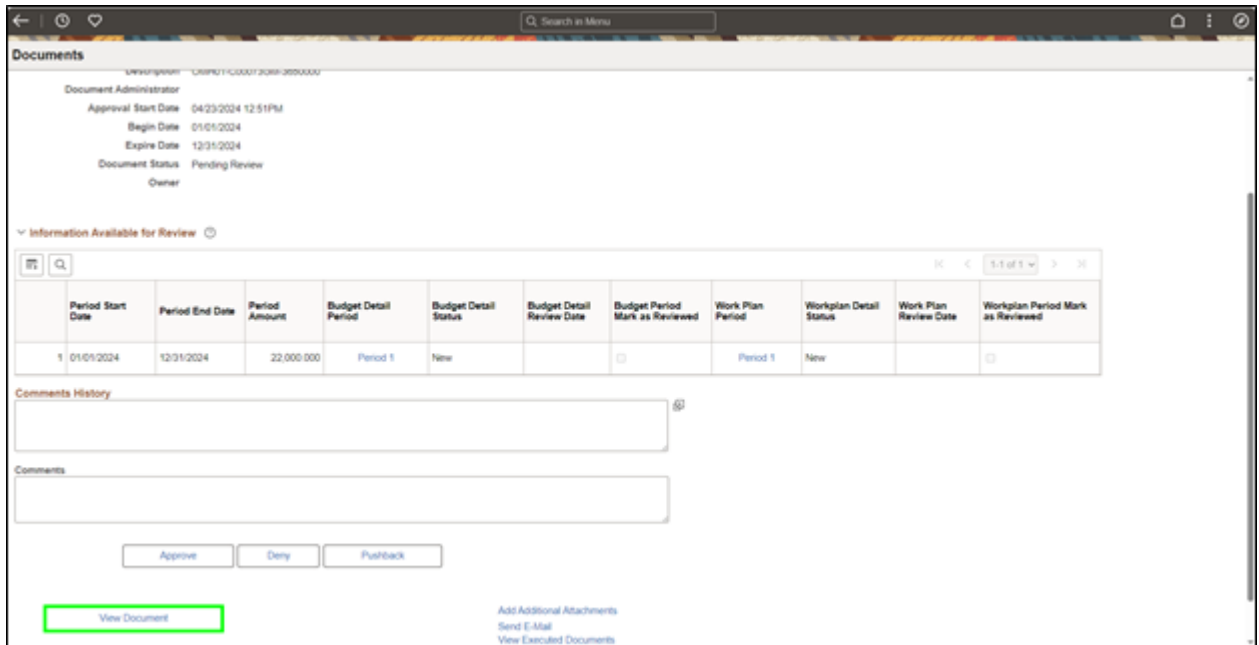 Search in Menu
Documents
Description
Document Administrator
Approval Start Date 04/23/2024 12:51PM
Begin Date 01/01/2024
Expire Date 12/31/2024
Document Status Pending Review
Owner
Information Available for Review
1-1 of 1
Period Start Date Period End Date Period Amount Budget Detail Period Budget Detail Status Budget Detail Review Date Budget Period Mark as Reviewed Work Plan Period Workplan Detail Status Work Plan Review Date Workplan Period Mark as Reviewed
1 01/01/2024 12/31/2024 22,000.000 Period 1 New Period 1 New
Comments History
Comments
Approve Deny Pushback
View Document
Add Additional Attachments
Send E-Mail
View Executed Documents